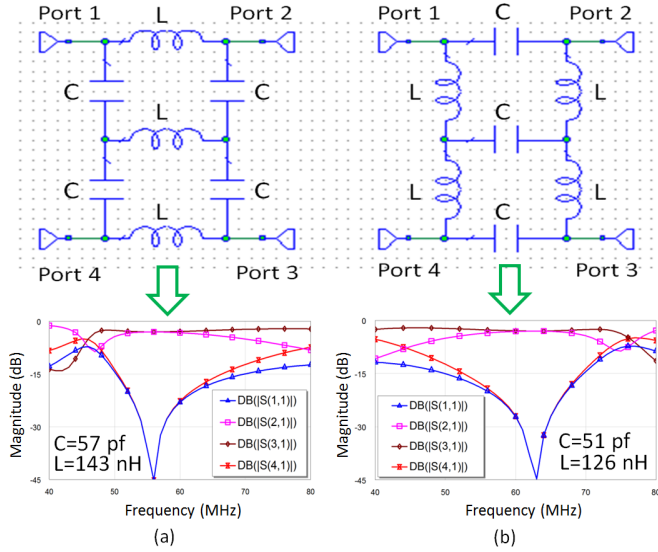 Port 1 L Port 2
C C
L
C C
L
Port 4 Port 3
Port 1 C Port 2
L L
C
L L
C
Port 4 Port 3
Magnitude (dB)
0
-15
-30
-45
DB(|S(1,1)|)
DB(|S(2,1)|)
DB(|S(3,1)|)
DB(|S(4,1)|)
C=57 pf
L=143 nH
40 50 60 70 80
Frequency (MHz)
(a)
Magnitude (dB)
0
-15
-30
-45
DB(|S(1,1)|)
DB(|S(2,1)|)
DB(|S(3,1)|)
DB(|S(4,1)|)
C=51 pf
L=126 nH
40 50 60 70 80
Frequency (MHz)
(b)